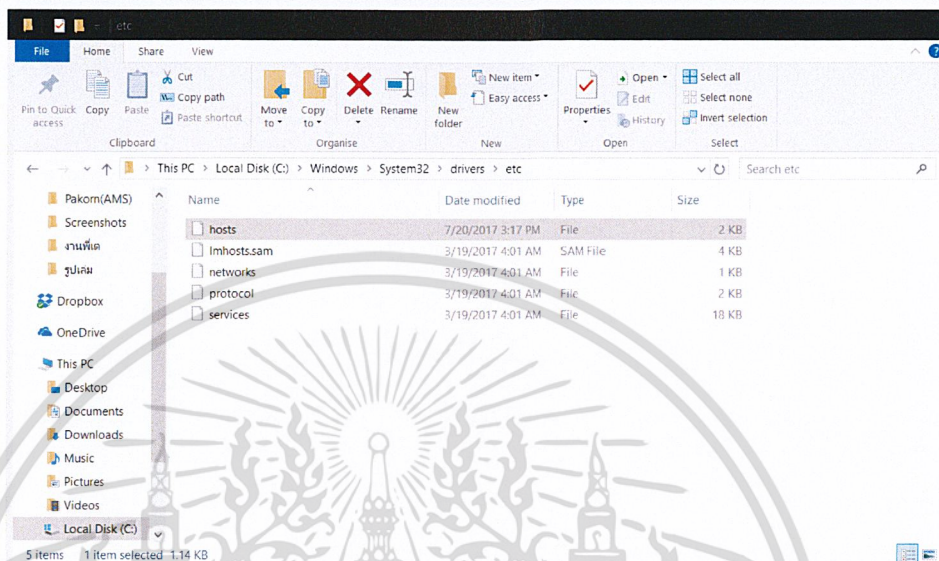 etc
File Home Share View
Pin to Quick access
Copy
Paste
Cut
Copy path
Paste shortcut
Clipboard
Move to
Copy to
Delete
Rename
Organise
New folder
New item
Easy access
New
Properties
Open
Edit
History
Open
Select all
Select none
Invert selection
Select
This PC > Local Disk (C:) > Windows > System32 > drivers > etc
Search etc
Pakorn(AMS)
Screenshots
งานพี่เต
รูปเล่ม
Dropbox
OneDrive
This PC
Desktop
Documents
Downloads
Music
Pictures
Videos
Local Disk (C:)
Name Date modified Type Size
hosts 7/20/2017 3:17 PM File 2 KB
lmhosts.sam 3/19/2017 4:01 AM SAM File 4 KB
networks 3/19/2017 4:01 AM File 1 KB
protocol 3/19/2017 4:01 AM File 2 KB
services 3/19/2017 4:01 AM File 18 KB
5 items 1 item selected 1.14 KB